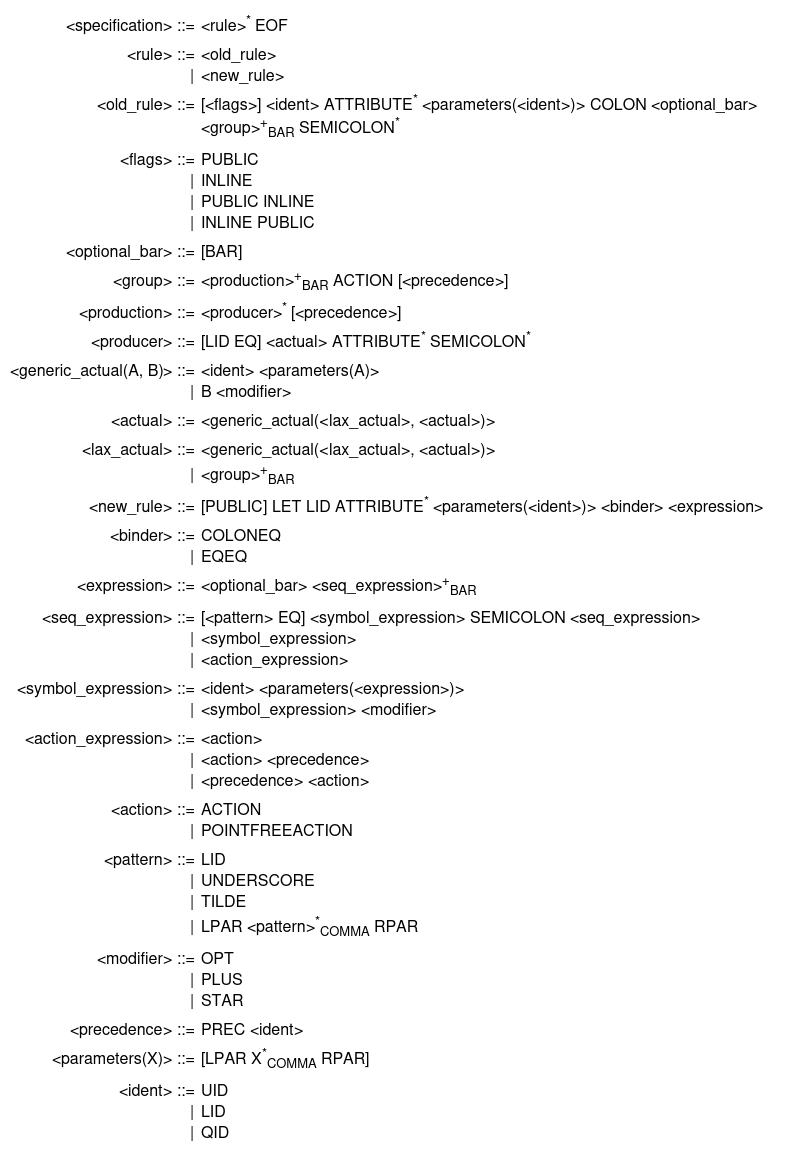 <specification> ::= <rule>* EOF
<rule> ::= <old_rule>
| <new_rule>
<old_rule> ::= [<flags>] <ident> ATTRIBUTE* <parameters(<ident>)> COLON <optional_bar>
<group>+BAR SEMICOLON*
<flags> ::= PUBLIC
| INLINE
| PUBLIC INLINE
| INLINE PUBLIC
<optional_bar> ::= [BAR]
<group> ::= <production>+BAR ACTION [<precedence>]
<production> ::= <producer>* [<precedence>]
<producer> ::= [LID EQ] <actual> ATTRIBUTE* SEMICOLON*
<generic_actual(A, B)> ::= <ident> <parameters(A)>
| B <modifier>
<actual> ::= <generic_actual(<lax_actual>, <actual>)>
<lax_actual> ::= <generic_actual(<lax_actual>, <actual>)>
| <group>+BAR
<new_rule> ::= [PUBLIC] LET LID ATTRIBUTE* <parameters(<ident>)> <binder> <expression>
<binder> ::= COLONEQ
| EQEQ
<expression> ::= <optional_bar> <seq_expression>+BAR
<seq_expression> ::= [<pattern> EQ] <symbol_expression> SEMICOLON <seq_expression>
| <symbol_expression>
| <action_expression>
<symbol_expression> ::= <ident> <parameters(<expression>)>
| <symbol_expression> <modifier>
<action_expression> ::= <action>
| <action> <precedence>
| <precedence> <action>
<action> ::= ACTION
| POINTFREEACTION
<pattern> ::= LID
| UNDERSCORE
| TILDE
| LPAR <pattern>*COMMA RPAR
<modifier> ::= OPT
| PLUS
| STAR
<precedence> ::= PREC <ident>
<parameters(X)> ::= [LPAR X*COMMA RPAR]
<ident> ::= UID
| LID
| QID